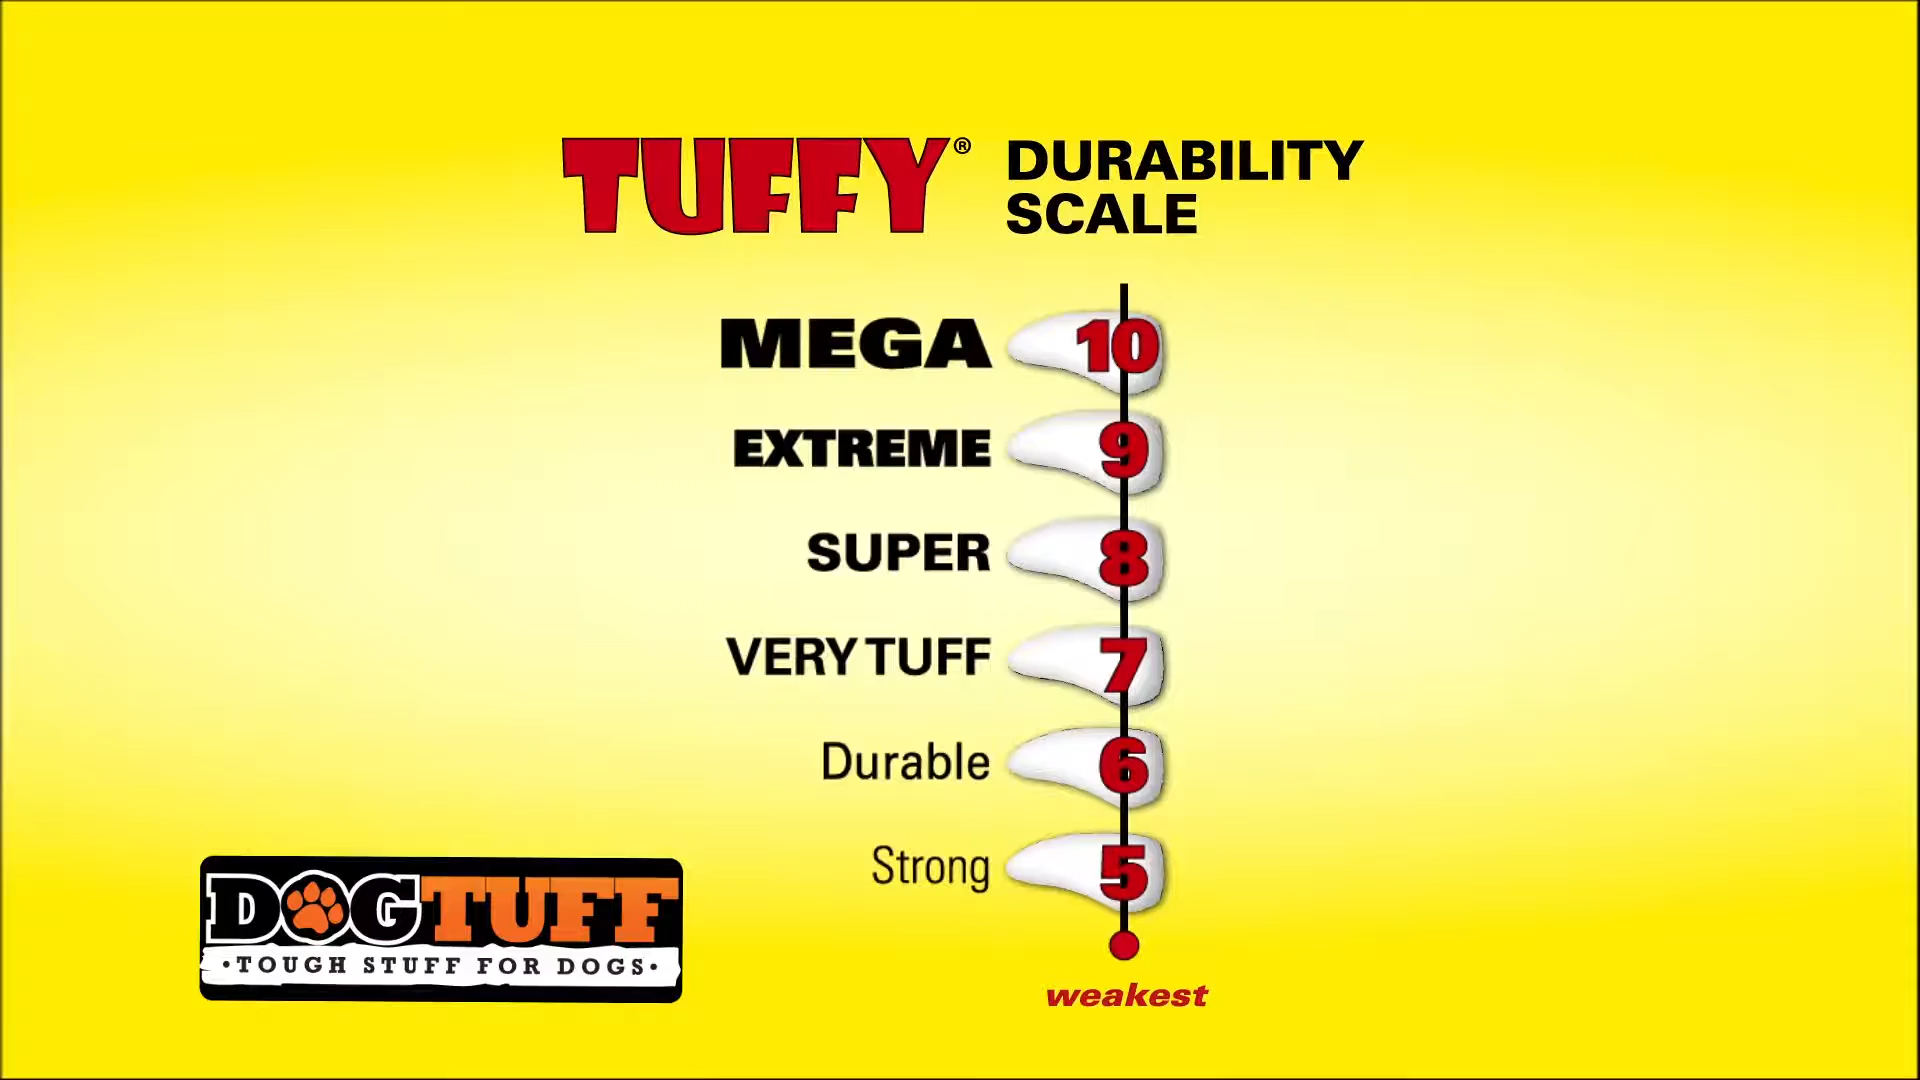 TUFFY® DURABILITY
SCALE
MEGA 10
EXTREME 9
SUPER 8
VERY TUFF 7
Durable 6
Strong 5
weakest
DOGTUFF
•TOUGH STUFF FOR DOGS•